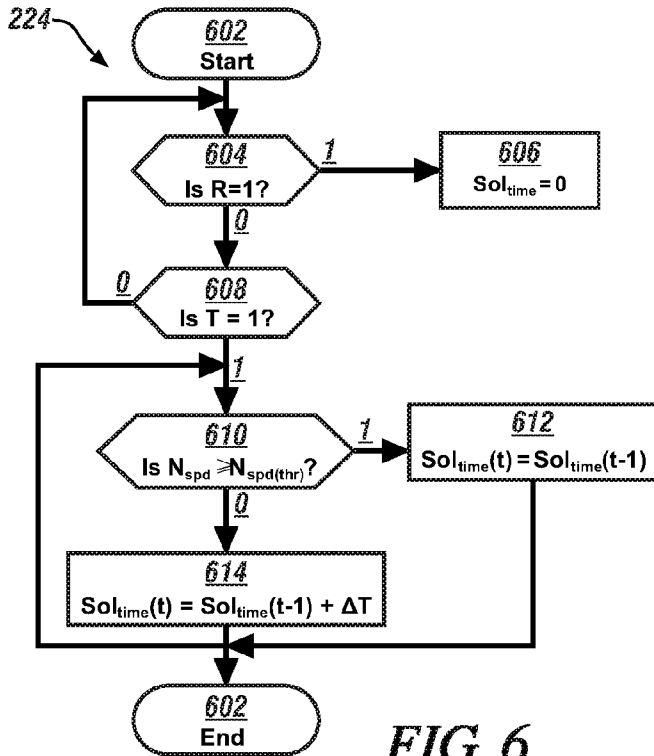 224
602
Start
604
Is R=1?
1
606
Sol_time = 0
0
0
608
Is T = 1?
1
610
Is N_spd ⩾N_spd(thr)?
1
612
Sol_time(t) = Sol_time(t-1)
0
614
Sol_time(t) = Sol_time(t-1) + ΔT
602
End
FIG. 6